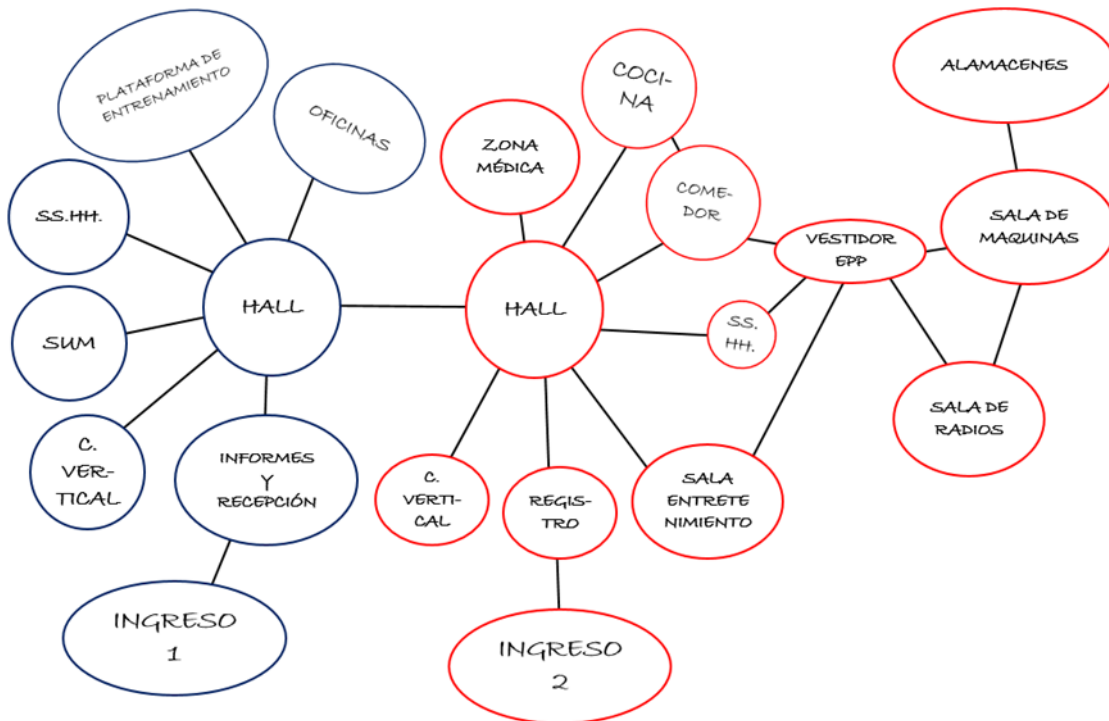 PLATAFORMA DE
ENTRENAMIENTO
OFICINAS
SS.HH.
HALL
SUM
C.
VER-
TICAL
INFORMES
Y
RECEPCIÓN
INGRESO
1
ZONA
MÉDICA
COCI-
NA
COME-
DOR
HALL
SS.
HH.
C.
VERTI-
CAL
REGIS-
TRO
SALA
ENTRETE
NIMIENTO
INGRESO
2
VESTIDOR
EPP
ALAMACENES
SALA DE
MAQUINAS
SALA DE
RADIOS